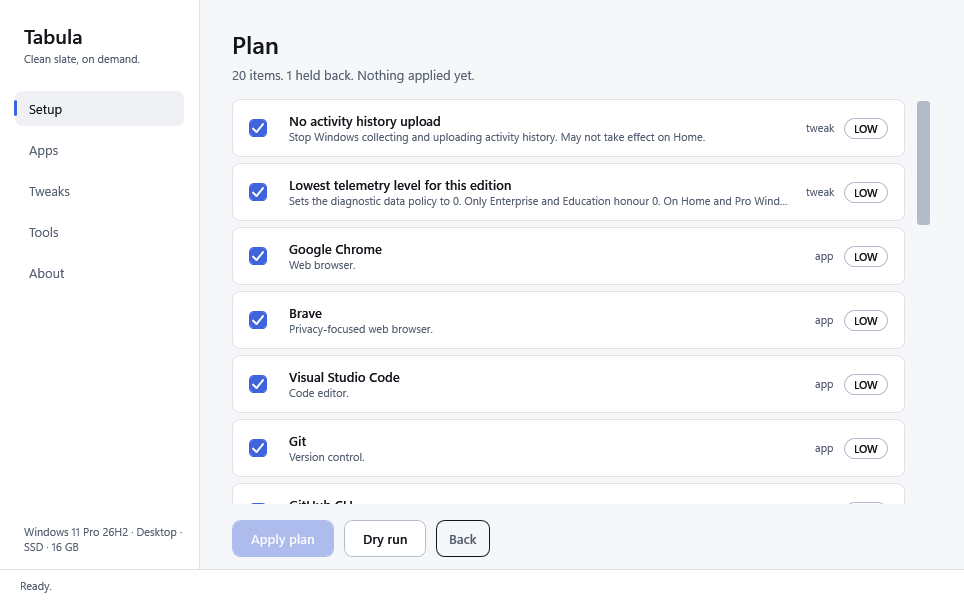 Tabula
Clean slate, on demand.
Setup
Apps
Tweaks
Tools
About
Windows 11 Pro 26H2 · Desktop ·
SSD · 16 GB
Plan
20 items. 1 held back. Nothing applied yet.
No activity history upload
Stop Windows collecting and uploading activity history. May not take effect on Home.
tweak LOW
Lowest telemetry level for this edition
Sets the diagnostic data policy to 0. Only Enterprise and Education honour 0. On Home and Pro Wind...
tweak LOW
Google Chrome
Web browser.
app LOW
Brave
Privacy-focused web browser.
app LOW
Visual Studio Code
Code editor.
app LOW
Git
Version control.
app LOW
GitHub CLI
Apply plan
Dry run
Back
Ready.